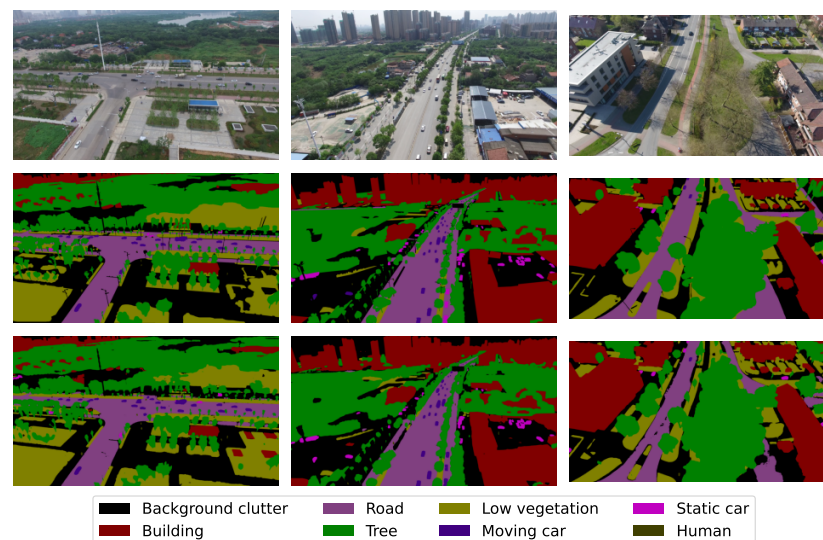 Background clutter Road Low vegetation Static car
Building Tree Moving car Human